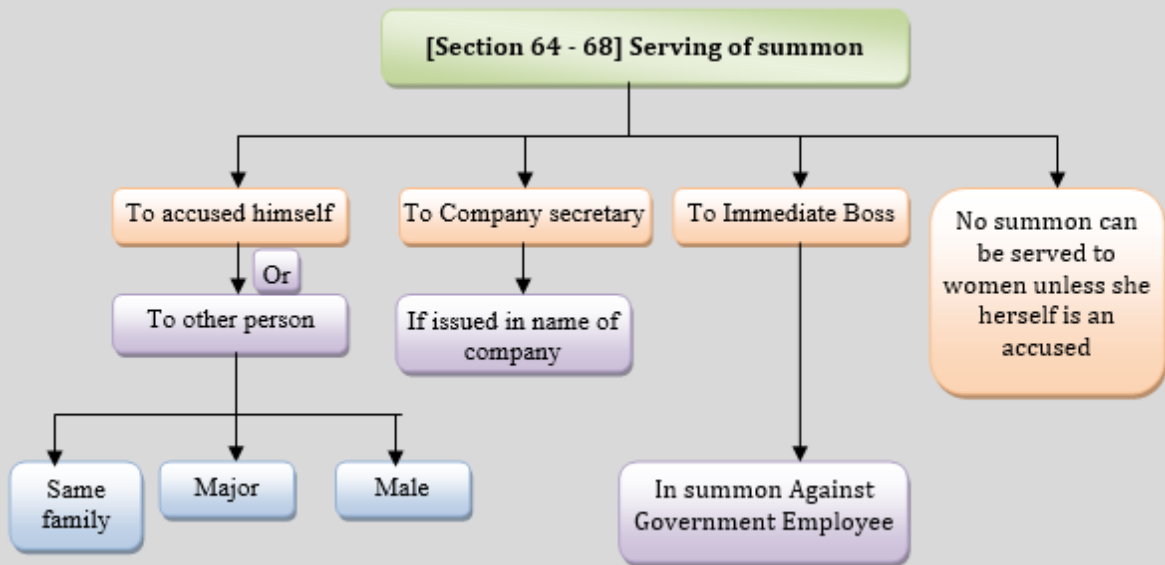 [Section 64 - 68] Serving of summon
To accused himself
To Company secretary
To Immediate Boss
No summon can
be served to
women unless she
herself is an
accused
Or
To other person
If issued in name of
company
Same
family
Major
Male
In summon Against
Government Employee